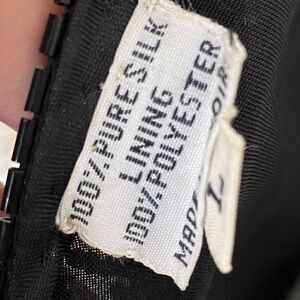 100% PURE SILK
LINING
100% POLYESTER
MADE
L